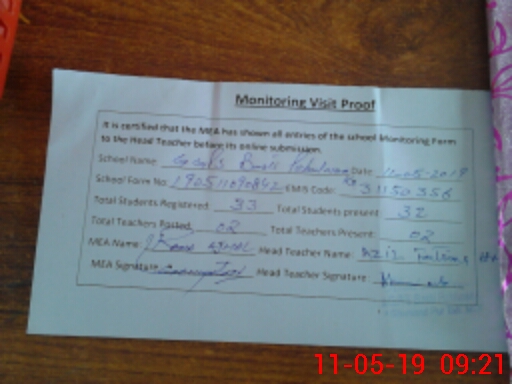 Monitoring Visit Proof
It is certified that the MEA has shown all entries of the school Monitoring Form
to the Head Teacher before its online submission.
School Name Basti Date 11-05-2019
School Form No: 190511090842 EMIS Code: 31150356
Total Students Registered: 33 Total Students present: 32
Total Teachers Posted: 02 Total Teachers Present: 02
MEA Name: Head Teacher Name:
MEA Signature Head Teacher Signature:
11-05-19 09:21